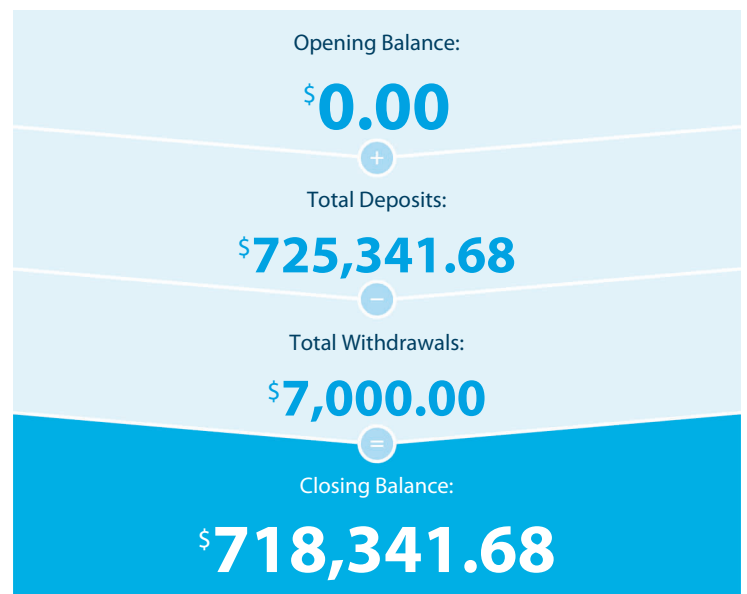 Opening Balance:
$0.00
+
Total Deposits:
$725,341.68
−
Total Withdrawals:
$7,000.00
=
Closing Balance:
$718,341.68